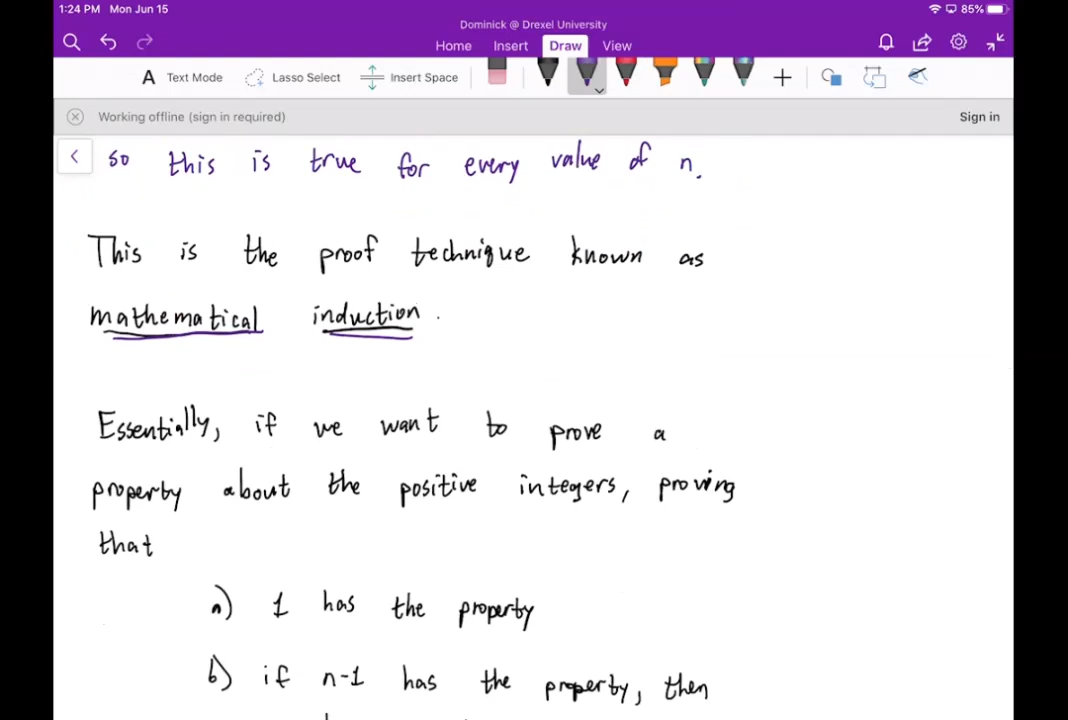 1:24 PM Mon Jun 15
85%
Dominick @ Drexel University
Home Insert Draw View
Text Mode Lasso Select Insert Space
Working offline (sign in required) Sign in
so this is true for every value of n.
This is the proof technique known as
mathematical induction.
Essentially, if we want to prove a
property about the positive integers, proving
that
a) 1 has the property
b) if n-1 has the property, then